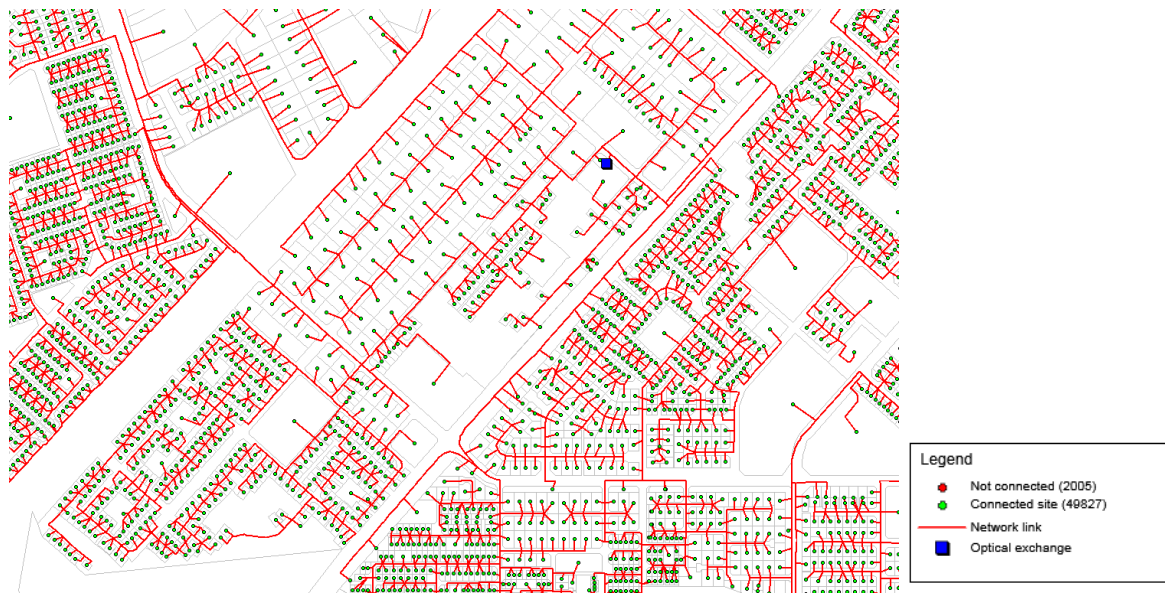 Legend
Not connected (2005)
Connected site (49827)
Network link
Optical exchange